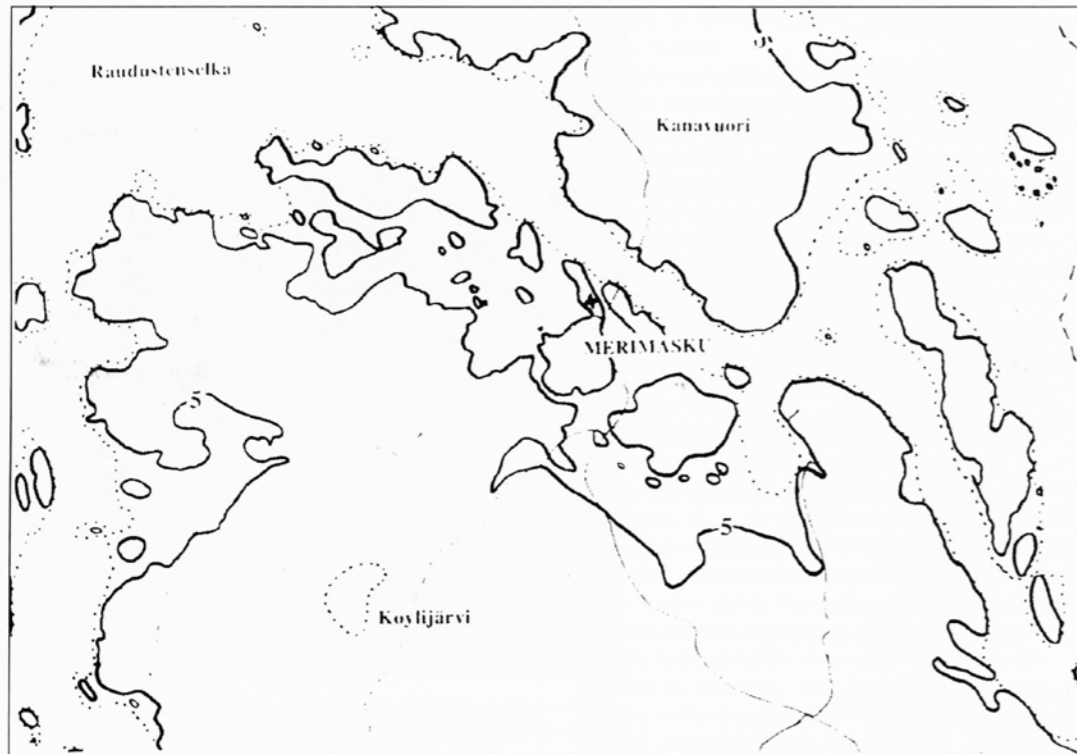 Raudustenselka
Kanavuori
MERIMASKU
5
5
Koylijärvi